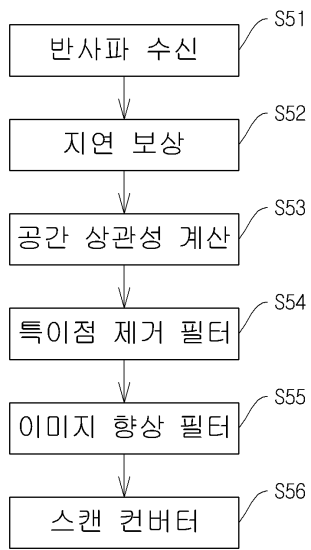 S51
반사파 수신
S52
지연 보상
S53
공간 상관성 계산
S54
특이점 제거 필터
S55
이미지 향상 필터
S56
스캔 컨버터